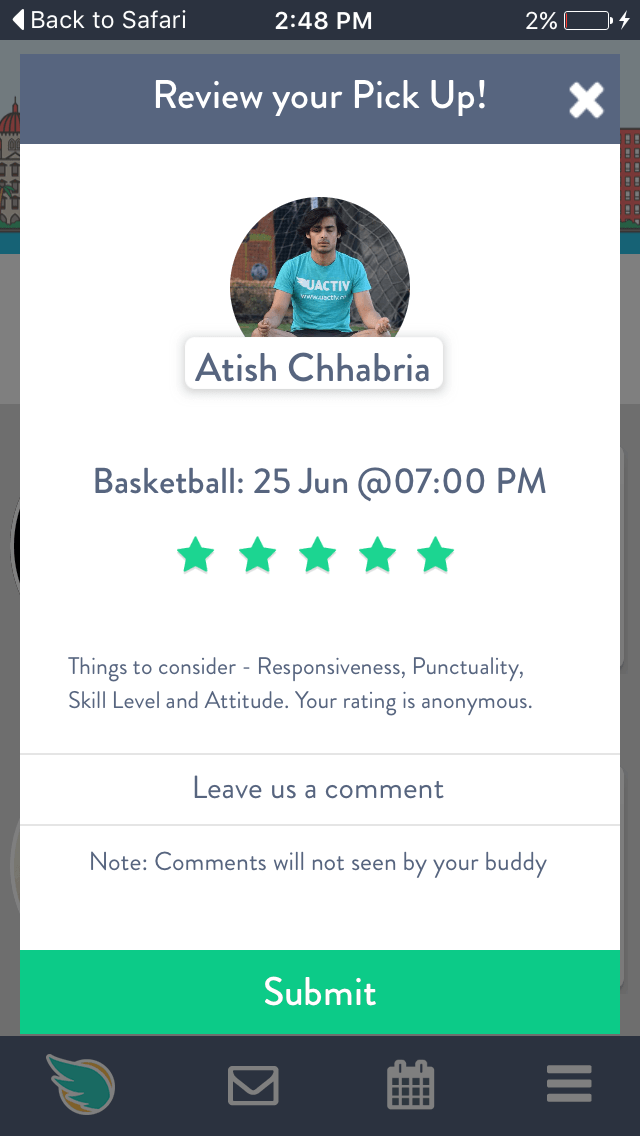 Back to Safari 2:48 PM 2%
Review your Pick Up!
UACTIV
Atish Chhabria
Basketball: 25 Jun @07:00 PM
Things to consider - Responsiveness, Punctuality,
Skill Level and Attitude. Your rating is anonymous.
Leave us a comment
Note: Comments will not seen by your buddy
Submit